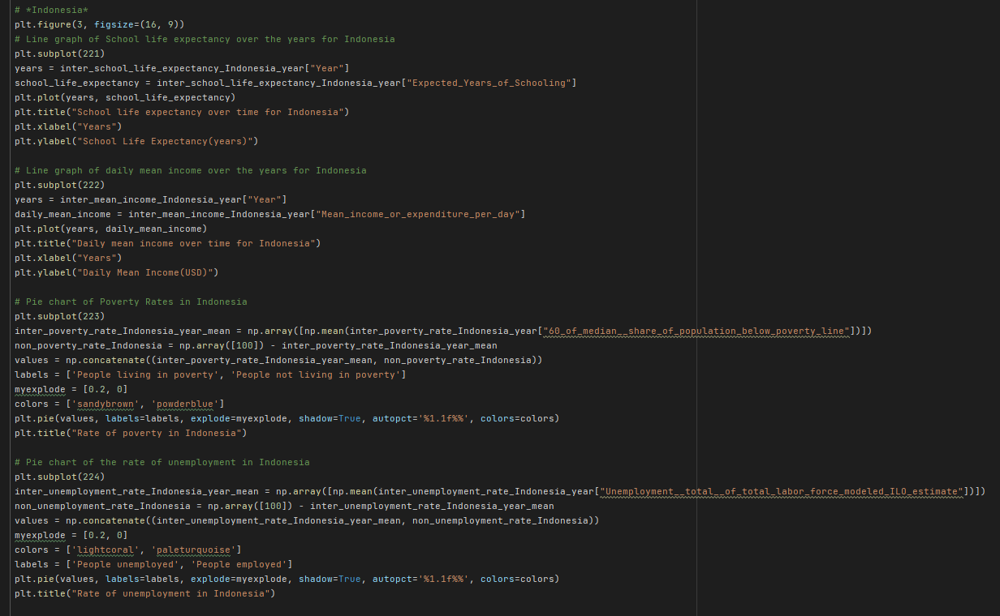 # *Indonesia*
plt.figure(3, figsize=(16, 9))
# Line graph of School life expectancy over the years for Indonesia
plt.subplot(221)
years = inter_school_life_expectancy_Indonesia_year["Year"]
school_life_expectancy = inter_school_life_expectancy_Indonesia_year["Expected_Years_of_Schooling"]
plt.plot(years, school_life_expectancy)
plt.title("School life expectancy over time for Indonesia")
plt.xlabel("Years")
plt.ylabel("School Life Expectancy(years)")
# Line graph of daily mean income over the years for Indonesia
plt.subplot(222)
years = inter_mean_income_Indonesia_year["Year"]
daily_mean_income = inter_mean_income_Indonesia_year["Mean_income_or_expenditure_per_day"]
plt.plot(years, daily_mean_income)
plt.title("Daily mean income over time for Indonesia")
plt.xlabel("Years")
plt.ylabel("Daily Mean Income(USD)")
# Pie chart of Poverty Rates in Indonesia
plt.subplot(223)
inter_poverty_rate_Indonesia_year_mean = np.array([np.mean(inter_poverty_rate_Indonesia_year["60_of_median__share_of_population_below_poverty_line"])])
non_poverty_rate_Indonesia = np.array([100]) - inter_poverty_rate_Indonesia_year_mean
values = np.concatenate((inter_poverty_rate_Indonesia_year_mean, non_poverty_rate_Indonesia))
labels = ['People living in poverty', 'People not living in poverty']
myexplode = [0.2, 0]
colors = ['sandybrown', 'powderblue']
plt.pie(values, labels=labels, explode=myexplode, shadow=True, autopct='%1.1f%%', colors=colors)
plt.title("Rate of poverty in Indonesia")
# Pie chart of the rate of unemployment in Indonesia
plt.subplot(224)
inter_unemployment_rate_Indonesia_year_mean = np.array([np.mean(inter_unemployment_rate_Indonesia_year["Unemployment__total__of_total_labor_force_modeled_ILO_estimate"])])
non_unemployment_rate_Indonesia = np.array([100]) - inter_unemployment_rate_Indonesia_year_mean
values = np.concatenate((inter_unemployment_rate_Indonesia_year_mean, non_unemployment_rate_Indonesia))
myexplode = [0.2, 0]
colors = ['lightcoral', 'paleturquoise']
labels = ['People unemployed', 'People employed']
plt.pie(values, labels=labels, explode=myexplode, shadow=True, autopct='%1.1f%%', colors=colors)
plt.title("Rate of unemployment in Indonesia")